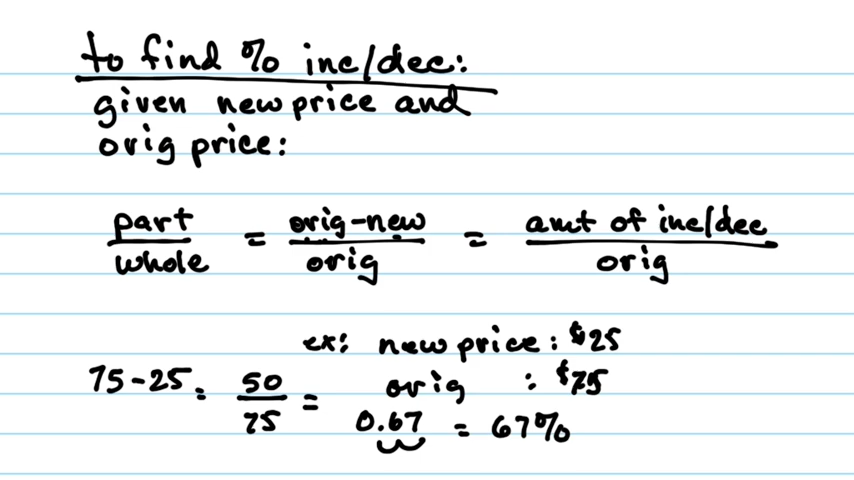 to find % inc/dec:
given new price and
orig price:
part/whole = orig-new/orig = amt of inc/dec/orig
ex: new price: $25
orig : $75
75-25 = 50/75 = 0.67 = 67%